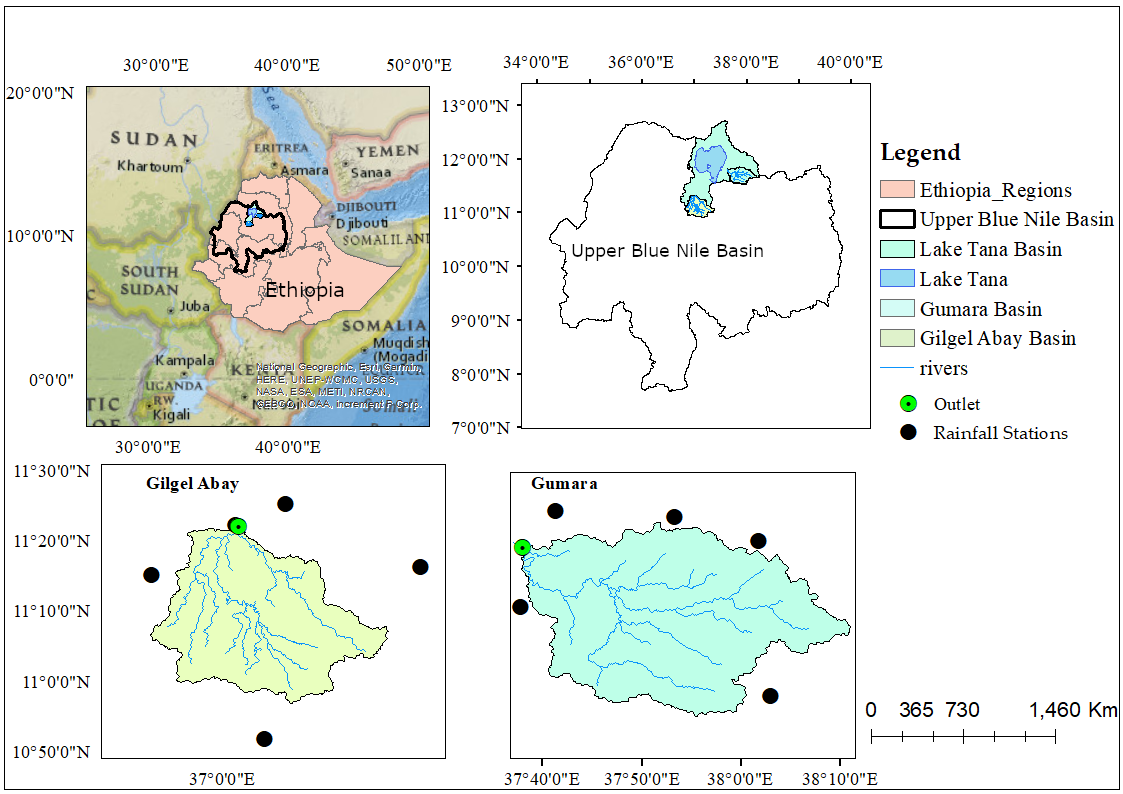 30°0'0"E 40°0'0"E 50°0'0"E
20°0'0"N
10°0'0"N
0°0'0"
30°0'0"E 40°0'0"E
Sea
SUDAN
Khartoum
ERITREA
Asmara
YEMEN
Sanaa
DJIBOUTI
Djibouti
SOMALILAN
SOUTH
SUDAN
Juba
Ethiopia
SOMALIA
Muqdish
(Mogadi
Kampala
UGANDA
RW.
Kigali
TIC
OF
C
National Geographic, Esri, Garmin,
HERE, UNEP-WCMC, USGS,
NASA, ESA, METI, NRCAN,
GEBCO, NOAA, increment P Corp.
34°0'0"E 36°0'0"E 38°0'0"E 40°0'0"E
13°0'0"N
12°0'0"N
11°0'0"N
10°0'0"N
9°0'0"N
8°0'0"N
7°0'0"N
Upper Blue Nile Basin
Legend
Ethiopia_Regions
Upper Blue Nile Basin
Lake Tana Basin
Lake Tana
Gumara Basin
Gilgel Abay Basin
rivers
Outlet
Rainfall Stations
Gilgel Abay
11°30'0"N
11°20'0"N
11°10'0"N
11°0'0"N
10°50'0"N
37°0'0"E
Gumara
37°40'0"E 37°50'0"E 38°0'0"E 38°10'0"E
0 365 730 1,460 Km